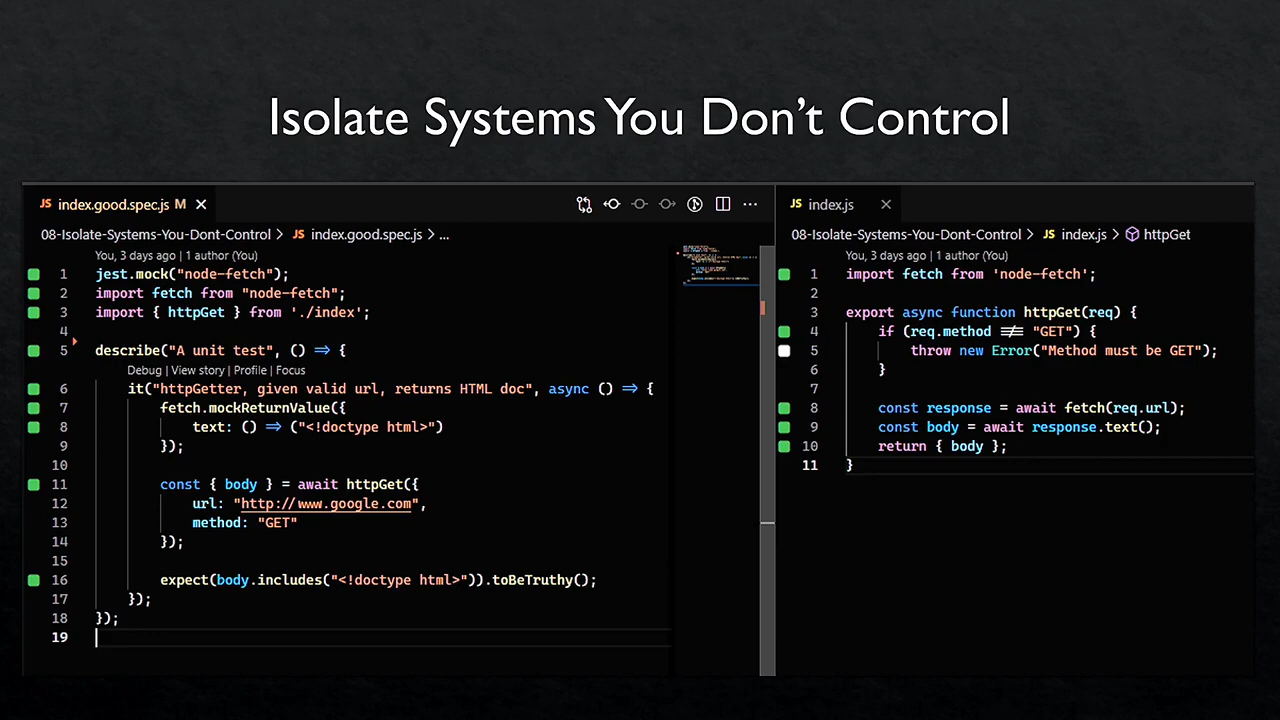 Isolate Systems You Don't Control
JS index.good.spec.js M
08-Isolate-Systems-You-Dont-Control > JS index.good.spec.js > ...
You, 3 days ago | 1 author (You)
1 jest.mock("node-fetch");
2 import fetch from "node-fetch";
3 import { httpGet } from './index';
4
5 describe("A unit test", () => {
Debug | View story | Profile | Focus
6 it("httpGetter, given valid url, returns HTML doc", async () => {
7 fetch.mockReturnValue({
8 text: () => ("<!doctype html>")
9 });
10
11 const { body } = await httpGet({
12 url: "http://www.google.com",
13 method: "GET"
14 });
15
16 expect(body.includes("<!doctype html>")).toBeTruthy();
17 });
18 });
19
JS index.js
08-Isolate-Systems-You-Dont-Control > JS index.js > httpGet
You, 3 days ago | 1 author (You)
1 import fetch from 'node-fetch';
2
3 export async function httpGet(req) {
4 if (req.method !== "GET") {
5 throw new Error("Method must be GET");
6 }
7
8 const response = await fetch(req.url);
9 const body = await response.text();
10 return { body };
11 }